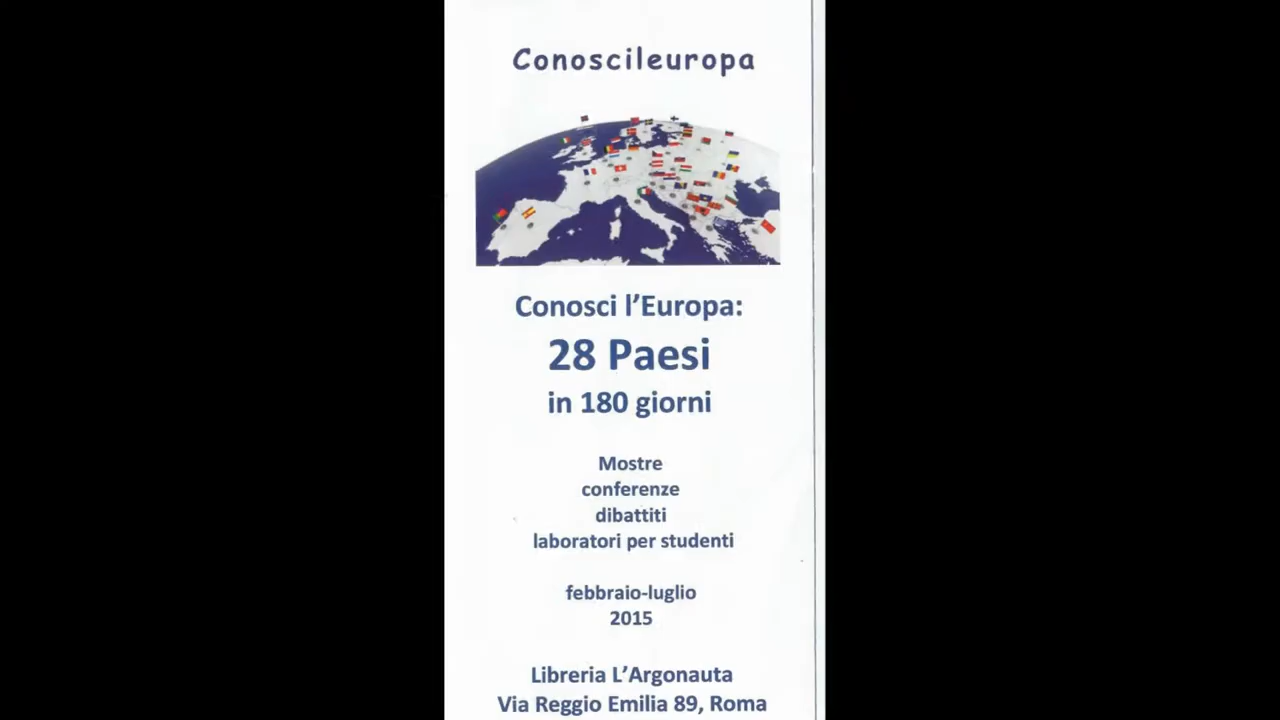 Conoscileuropa
Conosci l'Europa:
28 Paesi
in 180 giorni
Mostre
conferenze
dibattiti
laboratori per studenti
febbraio-luglio
2015
Libreria L'Argonauta
Via Reggio Emilia 89, Roma